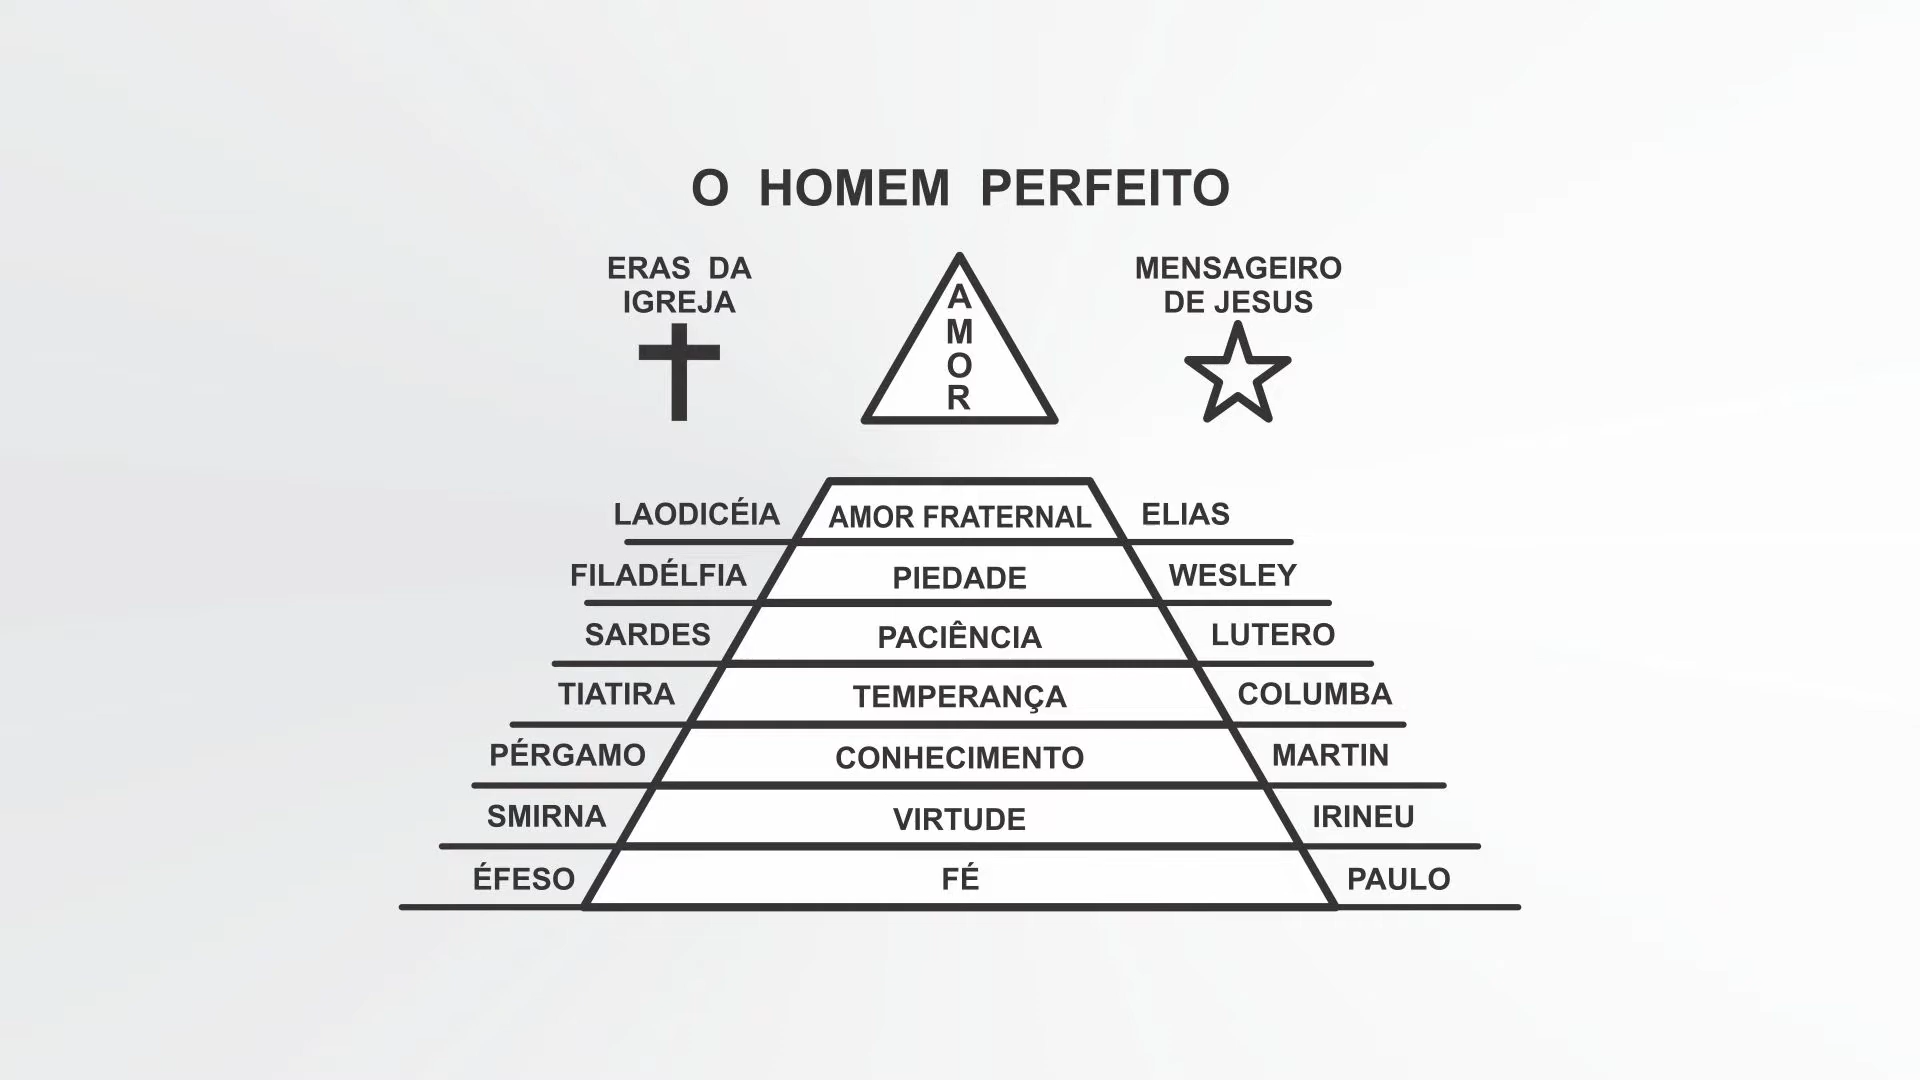 O HOMEM PERFEITO
ERAS DA
IGREJA
A
M
O
R
MENSAGEIRO
DE JESUS
LAODICÉIA AMOR FRATERNAL ELIAS
FILADÉLFIA PIEDADE WESLEY
SARDES PACIÊNCIA LUTERO
TIATIRA TEMPERANÇA COLUMBA
PÉRGAMO CONHECIMENTO MARTIN
SMIRNA VIRTUDE IRINEU
ÉFESO FÉ PAULO